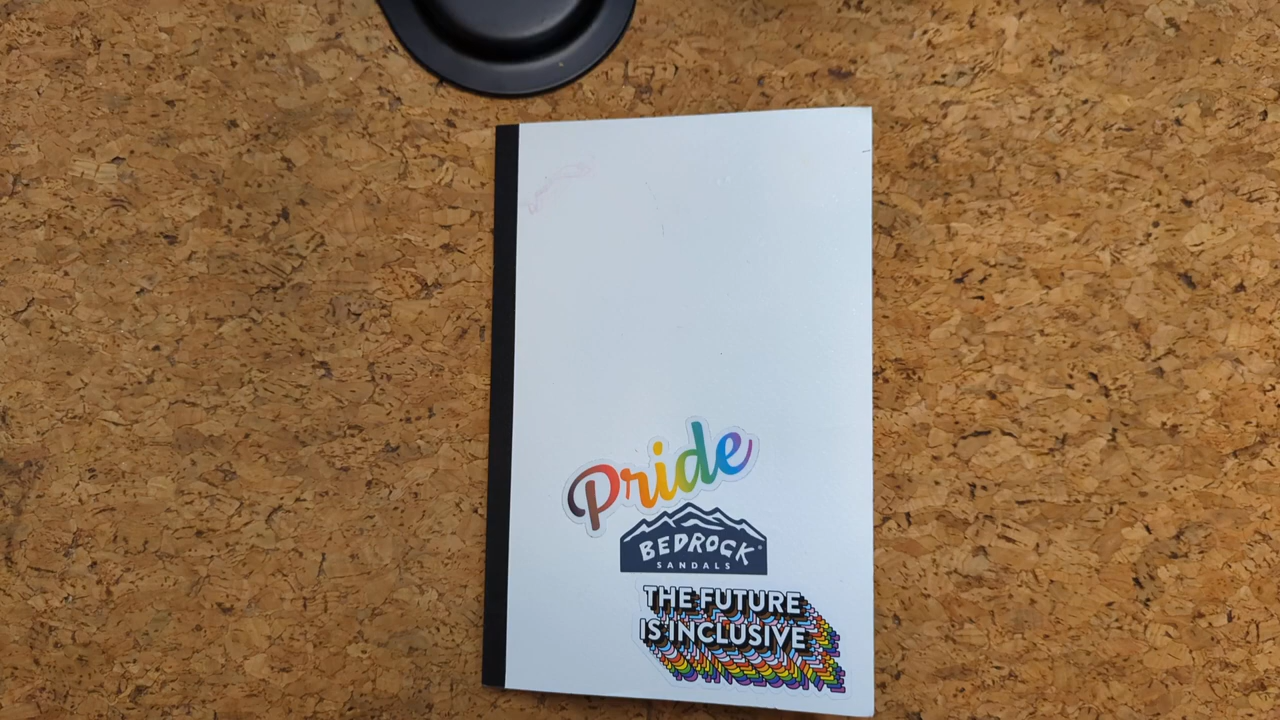 Pride
BEDROCK®
SANDALS
THE FUTURE
IS INCLUSIVE